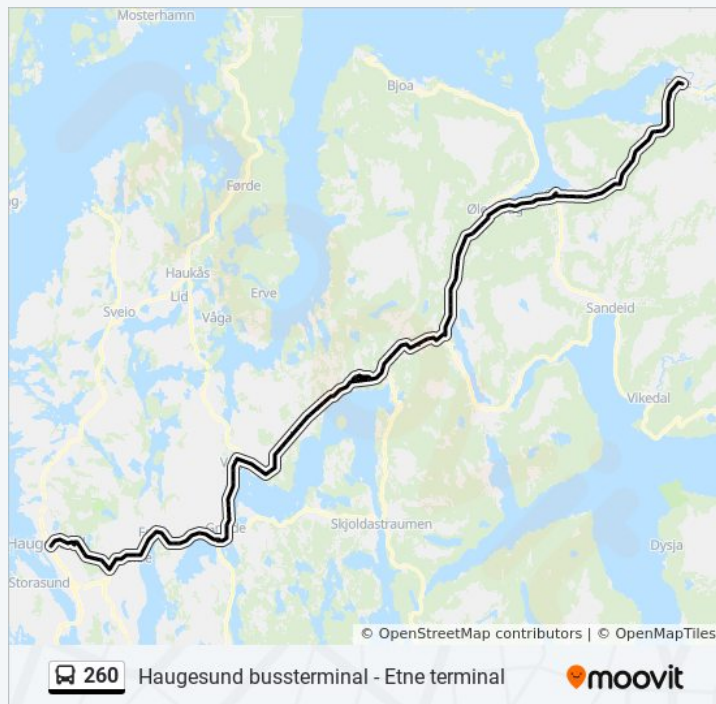 Mosterhamn
Bjoa
Førde
Haukås
Lid
Erve
Våga
Sveio
Sandeid
Vikedal
Skjoldastraumen
Dysja
Storasund
© OpenStreetMap contributors | © OpenMapTiles
260 Haugesund bussterminal - Etne terminal moovit